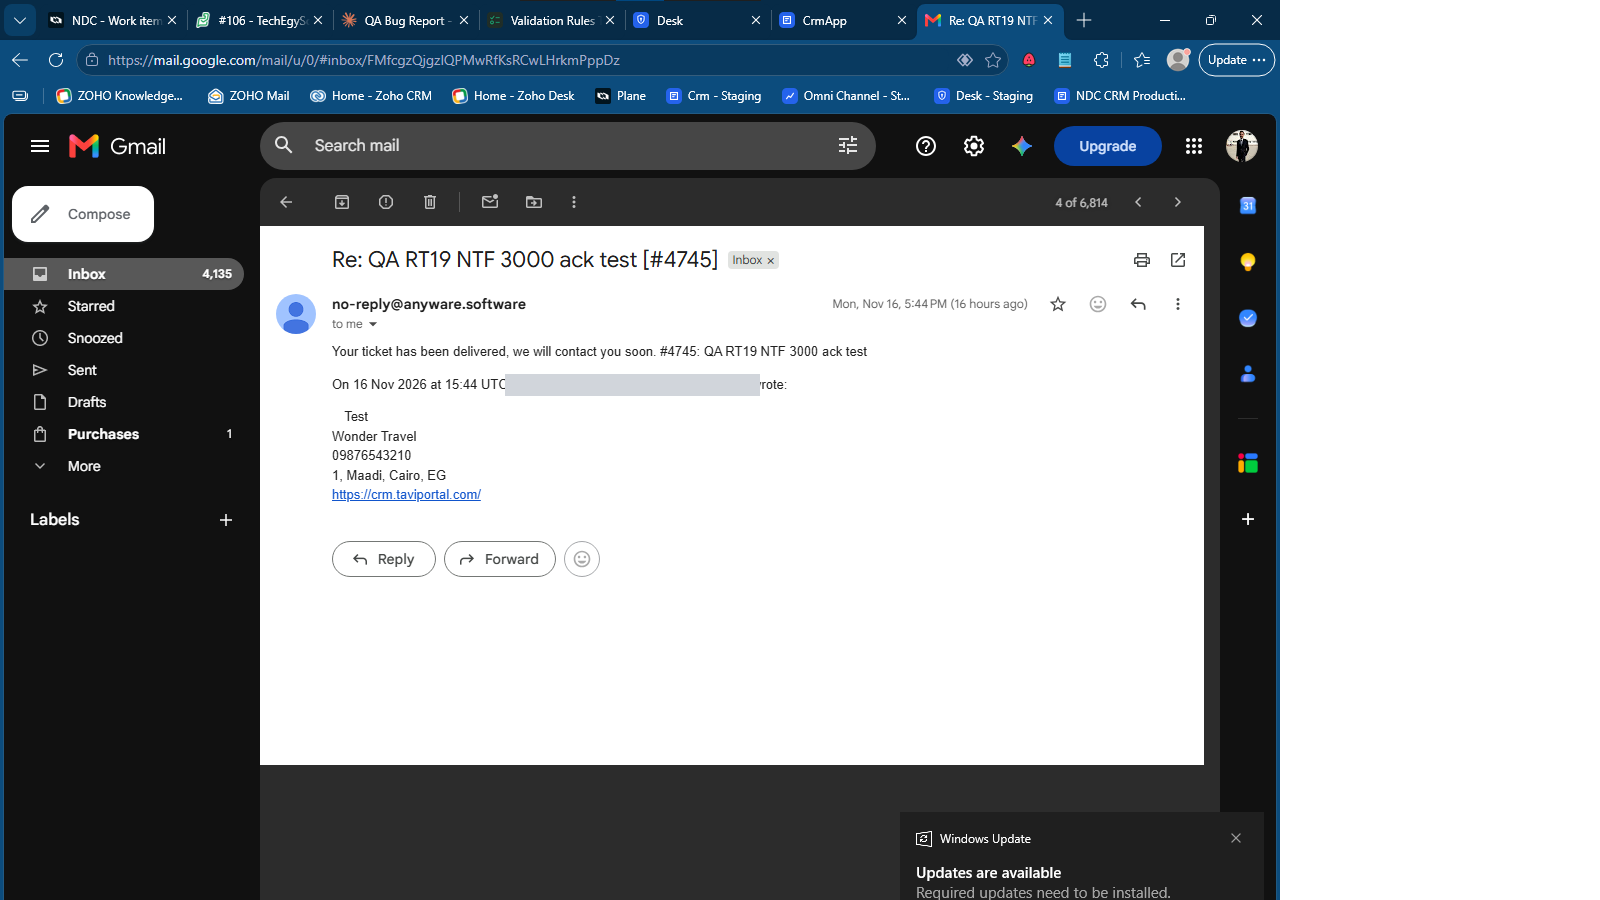 NDC - Work item
#106 - TechEgyS
QA Bug Report -
Validation Rules
Desk
CrmApp
Re: QA RT19 NTF
https://mail.google.com/mail/u/0/#inbox/FMfcgzQjgzlQPMwRfKsRCwLHrkmPppDz
Update
ZOHO Knowledge...
ZOHO Mail
Home - Zoho CRM
Home - Zoho Desk
Plane
Crm - Staging
Omni Channel - St...
Desk - Staging
NDC CRM Producti...
Gmail
Search mail
Upgrade
Compose
4 of 6,814
Inbox 4,135
Starred
Snoozed
Sent
Drafts
Purchases 1
More
Labels
Re: QA RT19 NTF 3000 ack test [#4745] Inbox x
no-reply@anyware.software
Mon, Nov 16, 5:44 PM (16 hours ago)
to me
Your ticket has been delivered, we will contact you soon. #4745: QA RT19 NTF 3000 ack test
On 16 Nov 2026 at 15:44 UTC rote:
Test
Wonder Travel
09876543210
1, Maadi, Cairo, EG
https://crm.taviportal.com/
Reply
Forward
31
Windows Update
Updates are available
Required updates need to be installed.